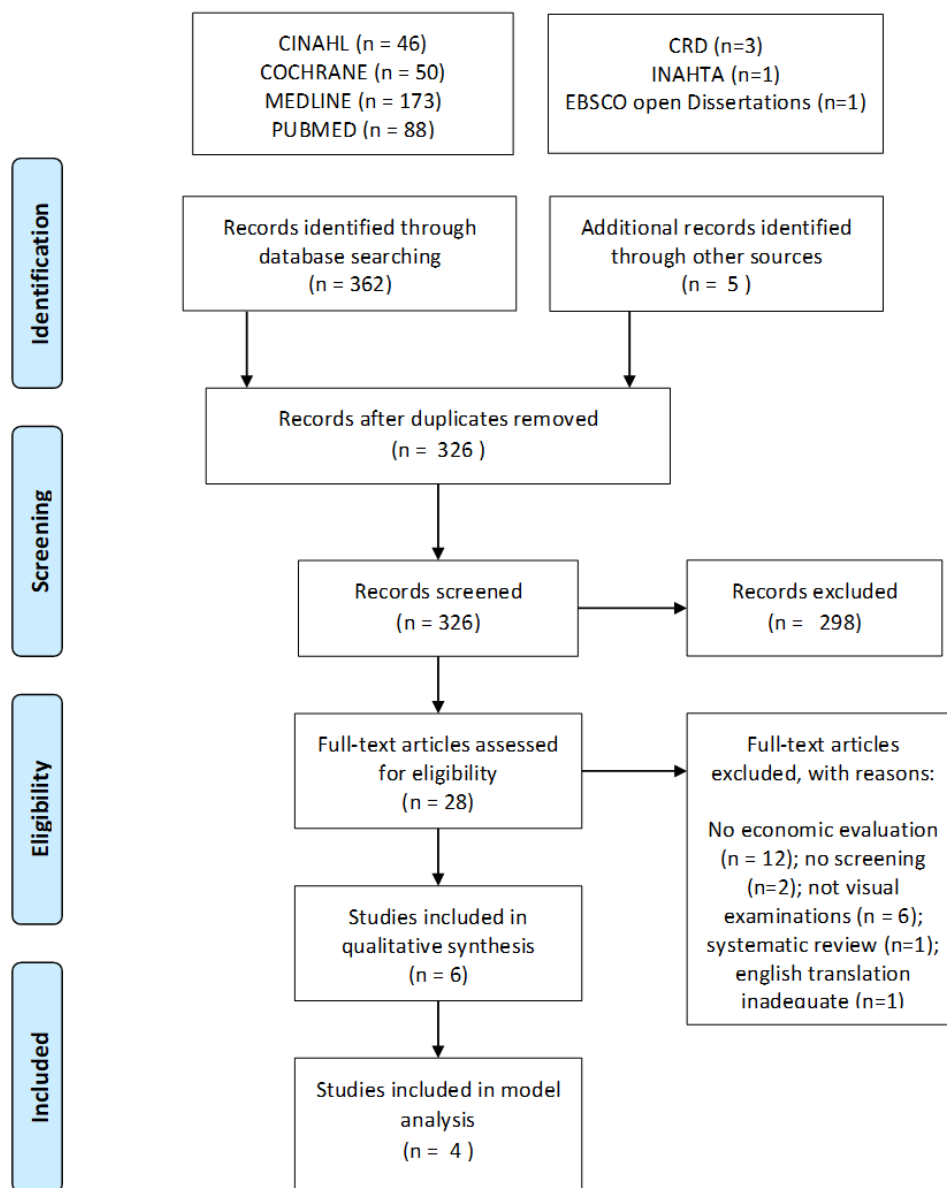 CINAHL (n = 46)
COCHRANE (n = 50)
MEDLINE (n = 173)
PUBMED (n = 88)
CRD (n=3)
INAHTA (n=1)
EBSCO open Dissertations (n=1)
Identification
Records identified through
database searching
(n = 362)
Additional records identified
through other sources
(n = 5 )
Records after duplicates removed
(n = 326 )
Screening
Records screened
(n = 326)
Records excluded
(n = 298)
Eligibility
Full-text articles assessed
for eligibility
(n = 28)
Full-text articles
excluded, with reasons:
No economic evaluation
(n = 12); no screening
(n=2); not visual
examinations (n = 6);
systematic review (n=1);
english translation
inadequate (n=1)
Studies included in
qualitative synthesis
(n = 6)
Included
Studies included in model
analysis
(n = 4 )